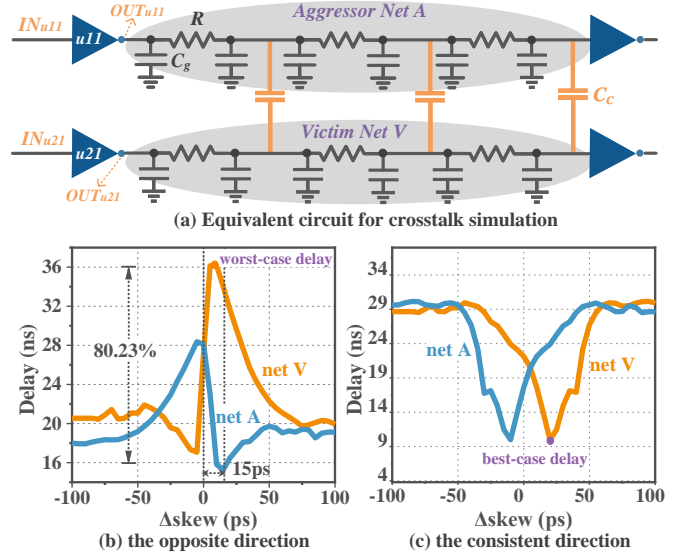 OUTu11
Aggressor Net A
INu11
u11
R
Cg
Cc
INu21
Victim Net V
u21
OUTu21
(a) Equivalent circuit for crosstalk simulation
Delay (ns)
36
32
28
24
20
16
worst-case delay
80.23%
net V
net A
15ps
-100 -50 0 50 100
Δskew (ps)
(b) the opposite direction
Delay (ns)
34
29
24
19
14
9
4
net A
net V
best-case delay
-100 -50 0 50 100
Δskew (ps)
(c) the consistent direction